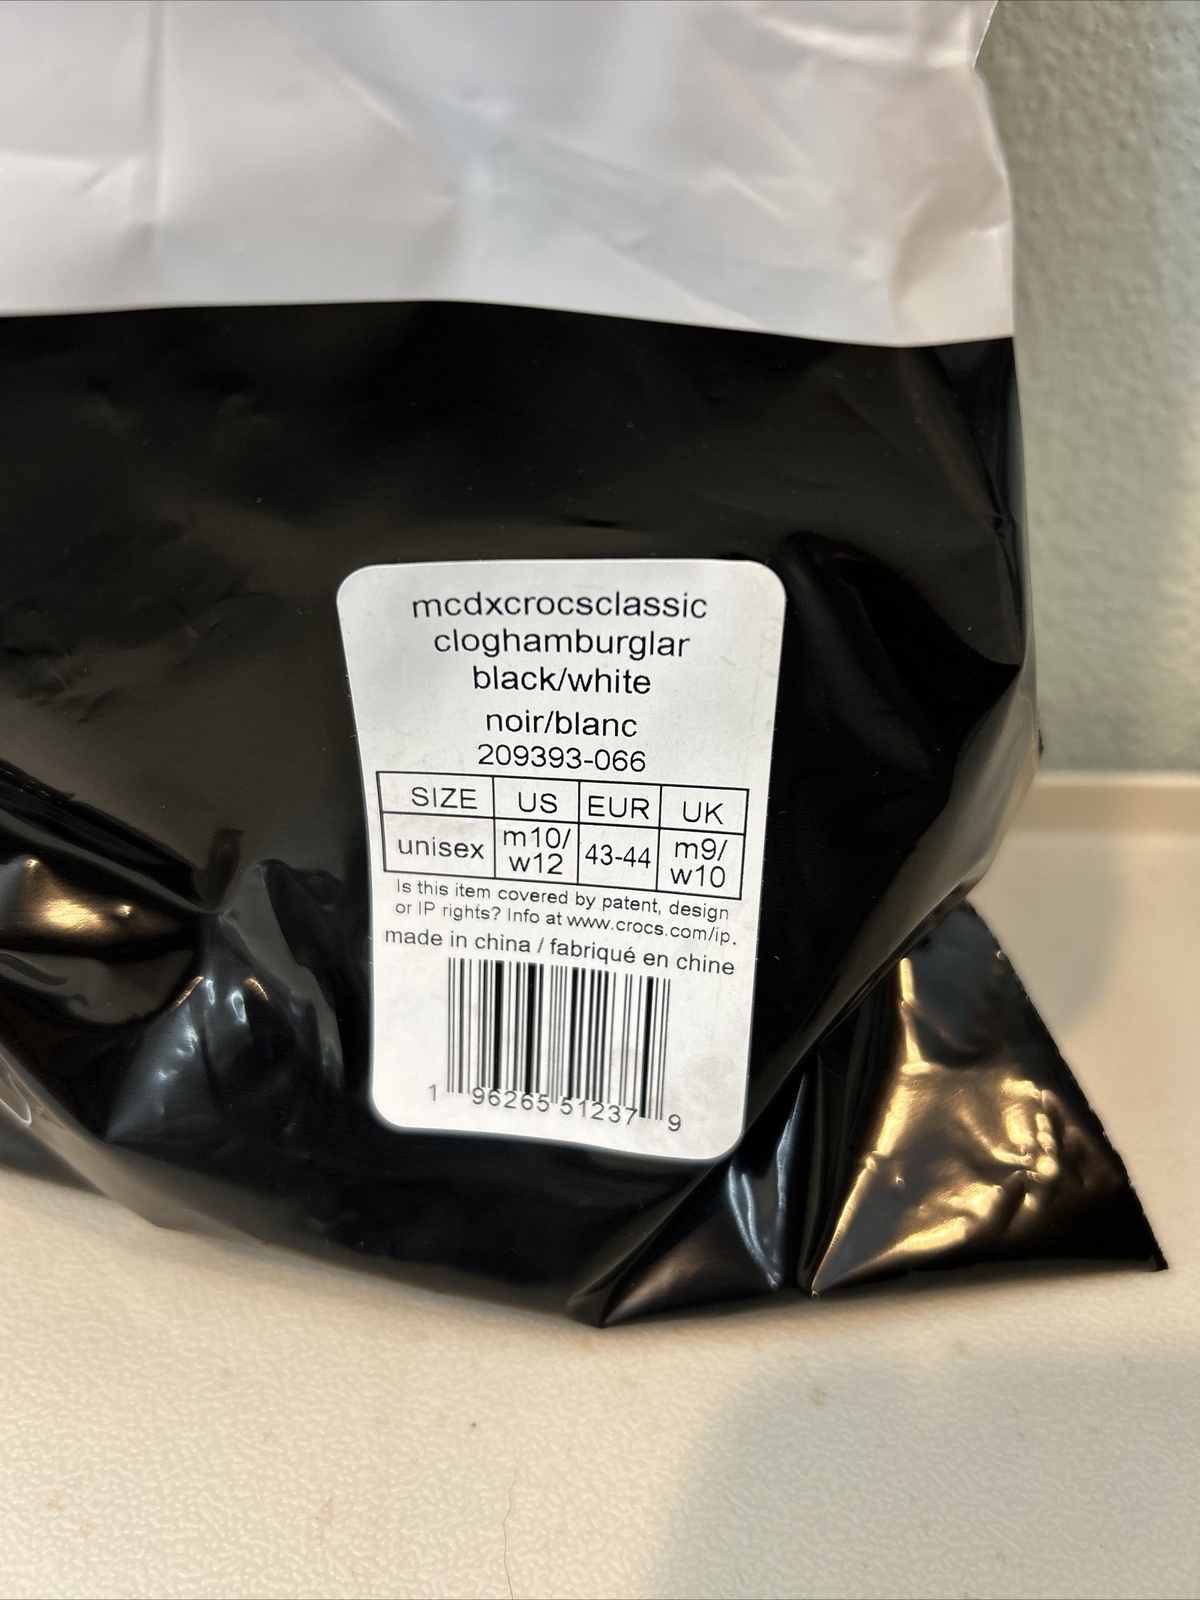 mcdxcrocsclassic
cloghamburglar
black/white
noir/blanc
209393-066
SIZE US EUR UK
unisex m10/ w12 43-44 m9/ w10
Is this item covered by patent, design
or IP rights? Info at www.crocs.com/ip.
made in china / fabriqué en chine
1 96265 51237 9